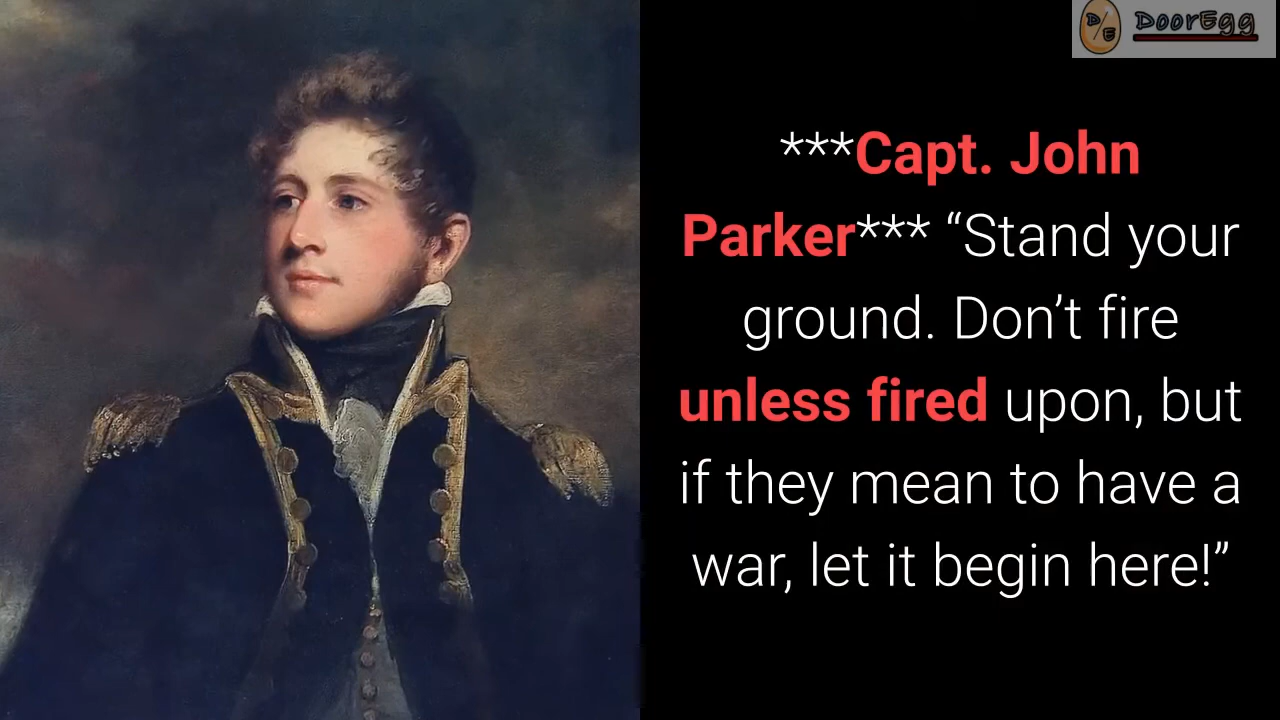 D/E DoorEgg
***Capt. John
Parker*** “Stand your
ground. Don’t fire
unless fired upon, but
if they mean to have a
war, let it begin here!”